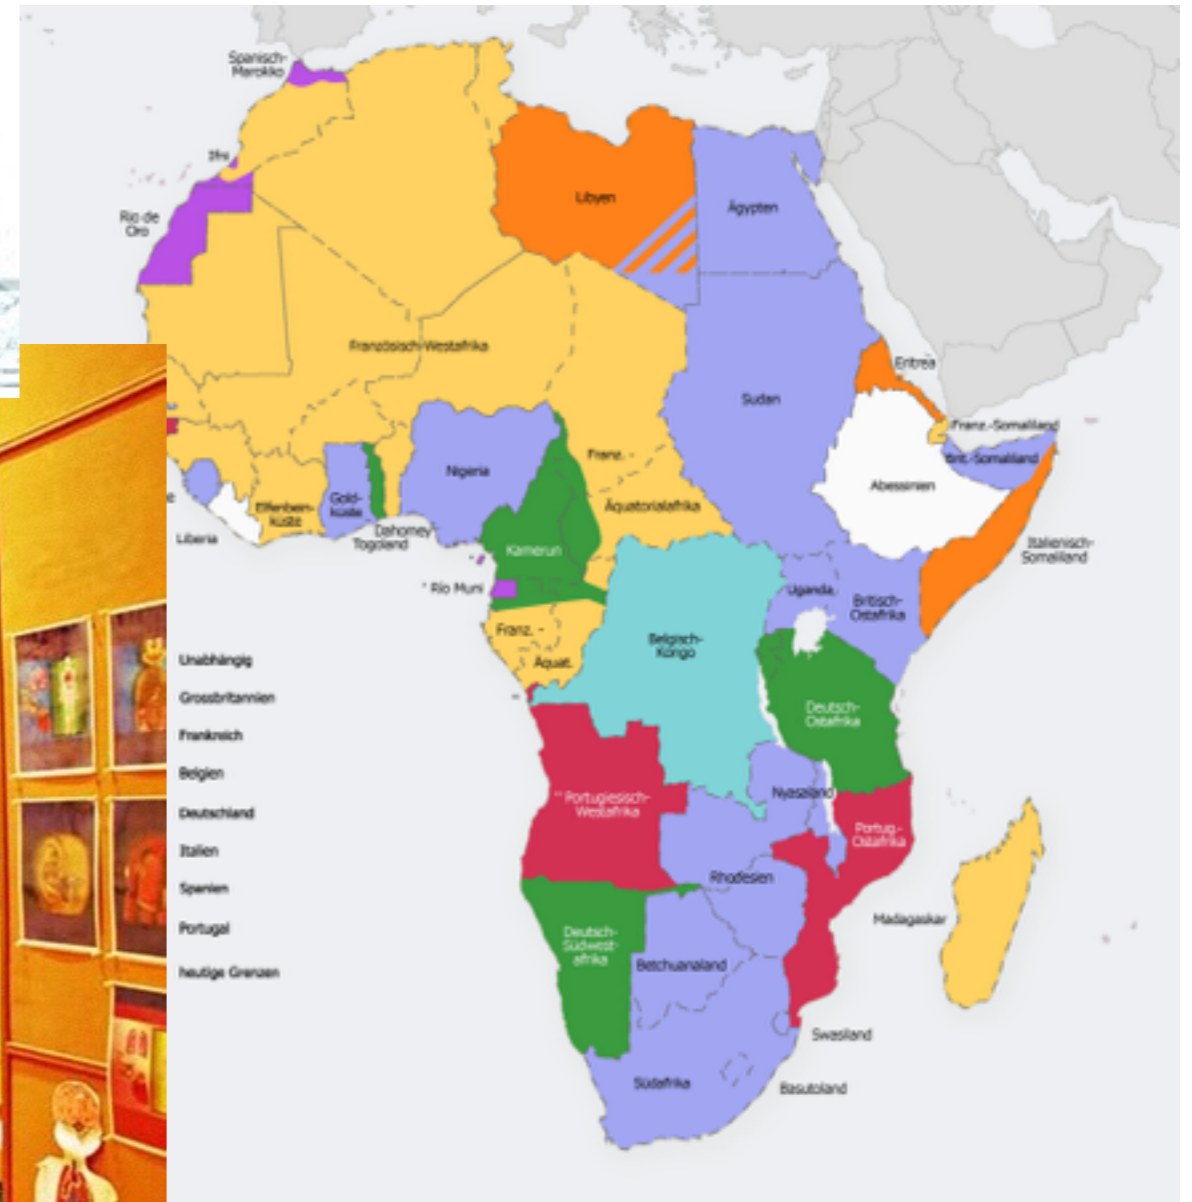 Spanisch-
Marokko
Ifni
Rio de
Oro
Libyen
Ägypten
Französisch-Westafrika
Eritrea
Sudan
Franz.-Somaliland
Brit.-Somaliland
Franz. -
Nigeria
Abessinien
e
Elfenbein-
küste
Gold-
küste
Äquatorialafrika
Dahomey
Togoland
Liberia
Kamerun
Italienisch-
Somaliland
* Rio Muni
Uganda
Britisch-
Ostafrika
Franz. -
Äquat.
Belgisch-
Kongo
Unabhängig
Grossbritannien
Frankreich
Belgien
Deutschland
Italien
Spanien
Portugal
heutige Grenzen
Deutsch-
Ostafrika
Nyasaland
** Portugiesisch-
Westafrika
Portug.-
Ostafrika
Rhodesien
Madagaskar
Deutsch-
Südwest-
afrika
Betchuanaland
Swasiland
Südafrika
Basutoland